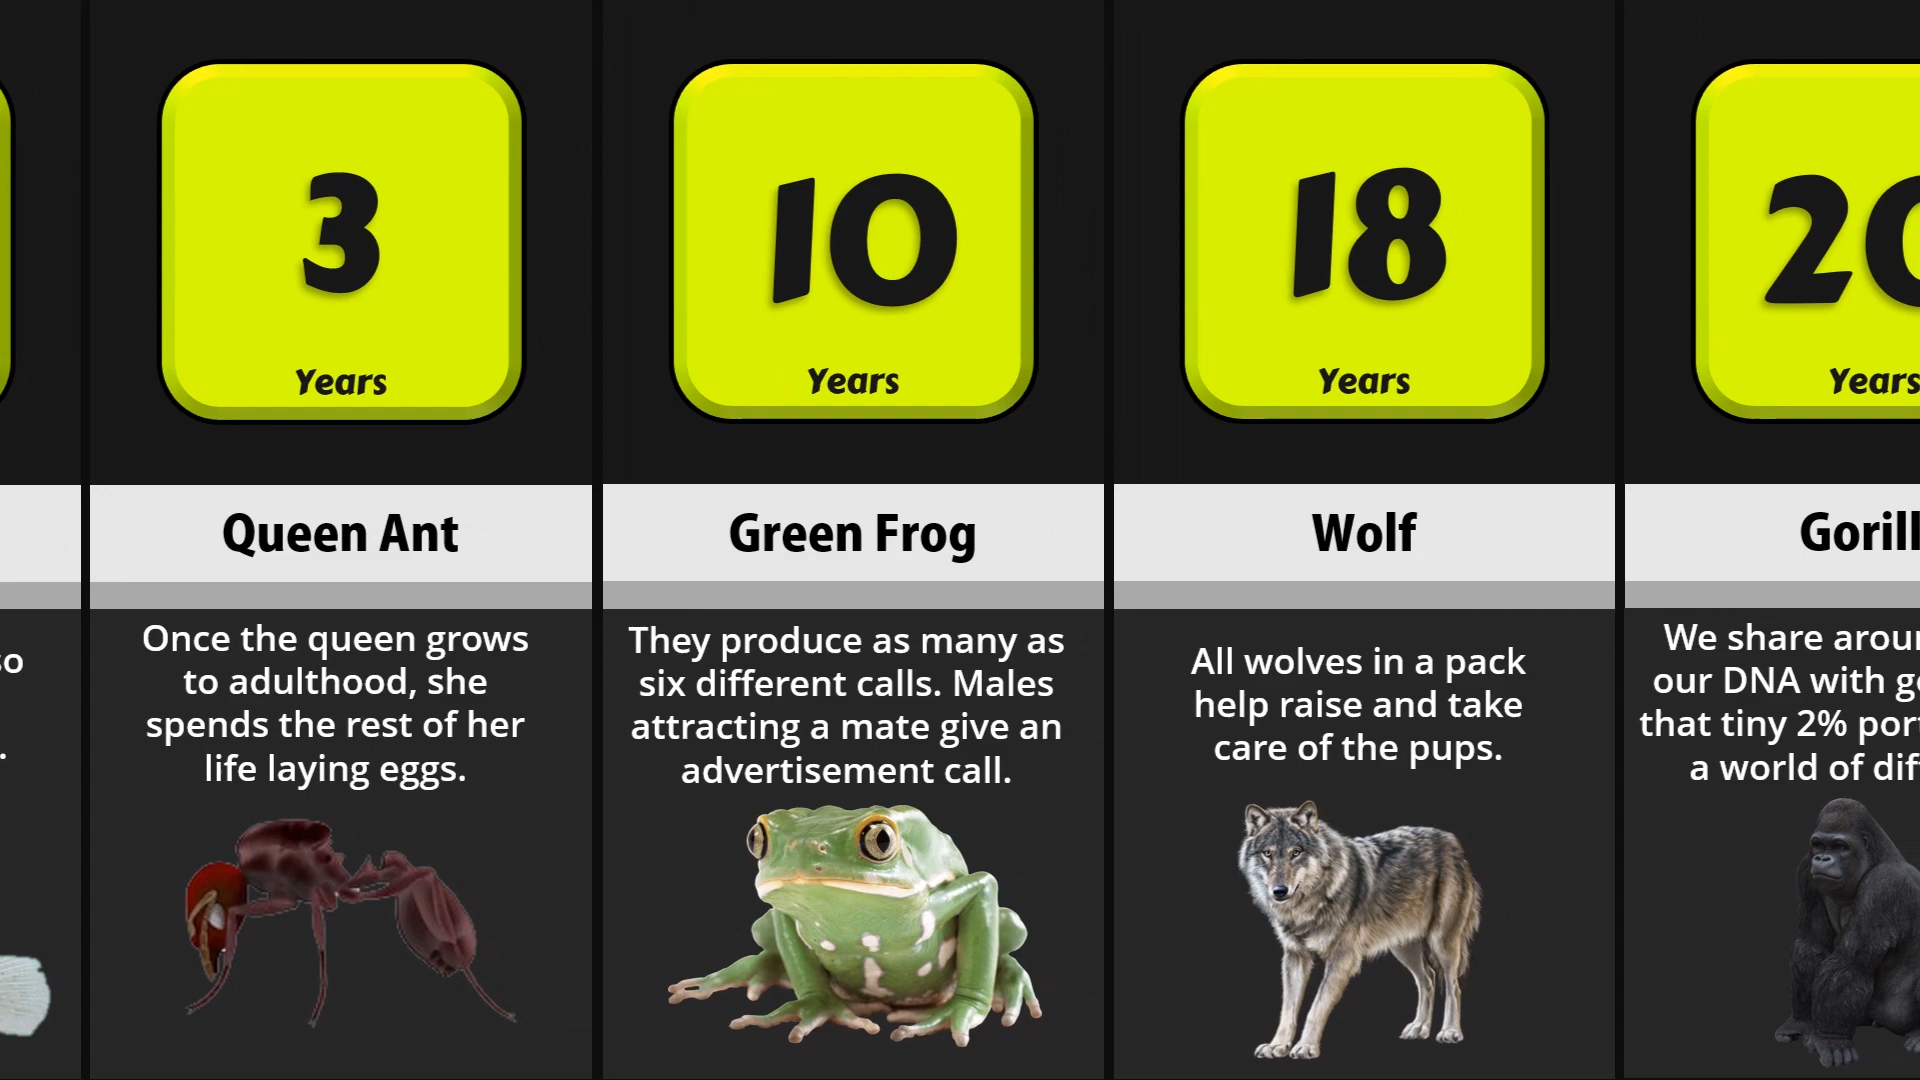 so
.
3
Years
Queen Ant
Once the queen grows
to adulthood, she
spends the rest of her
life laying eggs.
10
Years
Green Frog
They produce as many as
six different calls. Males
attracting a mate give an
advertisement call.
18
Years
Wolf
All wolves in a pack
help raise and take
care of the pups.
20
Years
Gorill
We share arou
our DNA with g
that tiny 2% por
a world of dif